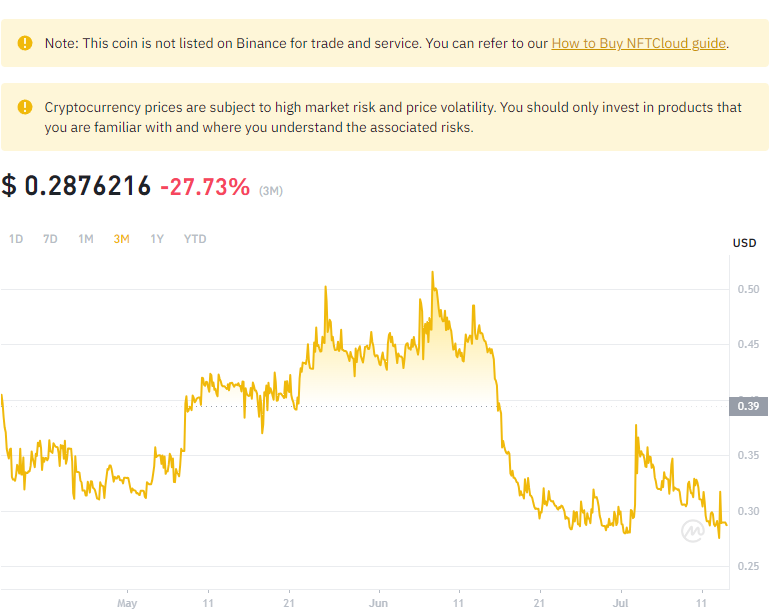 Note: This coin is not listed on Binance for trade and service. You can refer to our How to Buy NFTCloud guide.
Cryptocurrency prices are subject to high market risk and price volatility. You should only invest in products that
you are familiar with and where you understand the associated risks.
$ 0.2876216 -27.73% (3M)
1D 7D 1M 3M 1Y YTD
USD
0.50
0.45
0.39
0.35
0.30
0.25
May 11 21 Jun 11 21 Jul 11